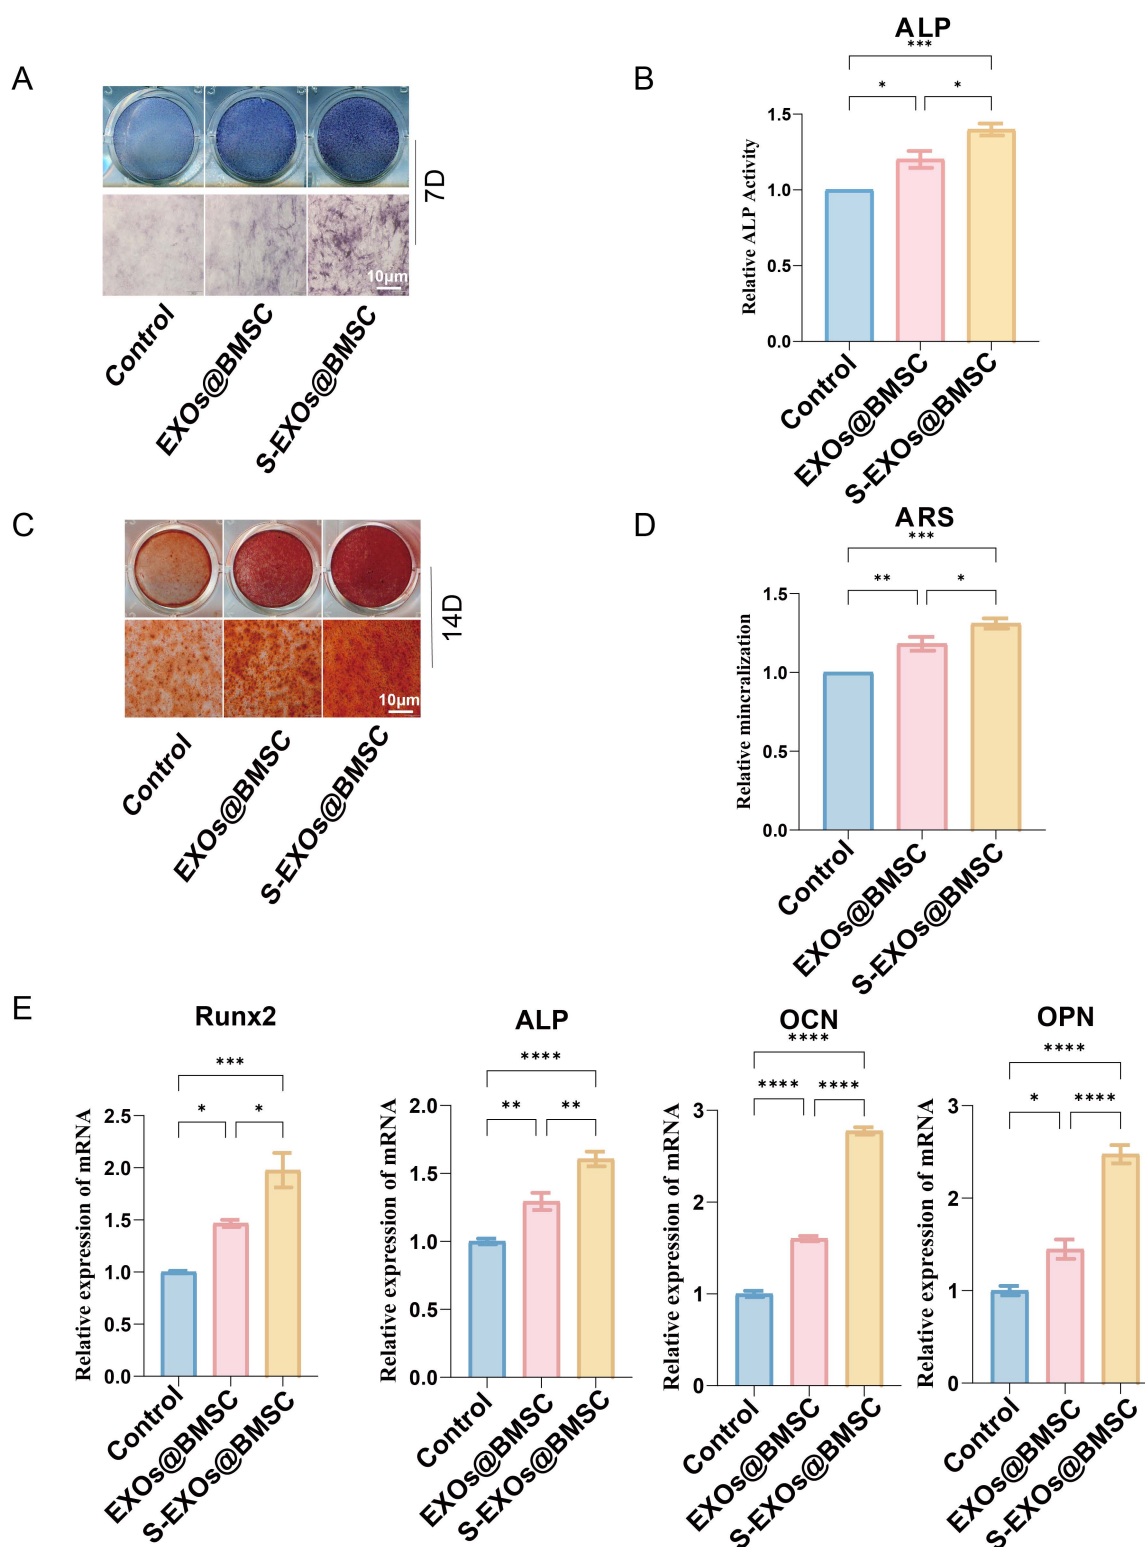 A
7D
10μm
Control
EXOs@BMSC
S-EXOs@BMSC
B
ALP
***
*
*
Relative ALP Activity
1.5
1.0
0.5
0.0
Control
EXOs@BMSC
S-EXOs@BMSC
C
14D
10μm
Control
EXOs@BMSC
S-EXOs@BMSC
D
ARS
***
**
*
Relative mincralization
1.5
1.0
0.5
0.0
Control
EXOs@BMSC
S-EXOs@BMSC
E
Runx2
***
*
*
Relative expression of mRNA
2.5
2.0
1.5
1.0
0.5
0.0
Control
EXOs@BMSC
S-EXOs@BMSC
ALP
****
**
**
Relative expression of mRNA
2.0
1.5
1.0
0.5
0.0
Control
EXOs@BMSC
S-EXOs@BMSC
OCN
****
****
****
Relative expression of mRNA
3
2
1
0
Control
EXOs@BMSC
S-EXOs@BMSC
OPN
****
*
****
Relative expression of mRNA
3
2
1
0
Control
EXOs@BMSC
S-EXOs@BMSC